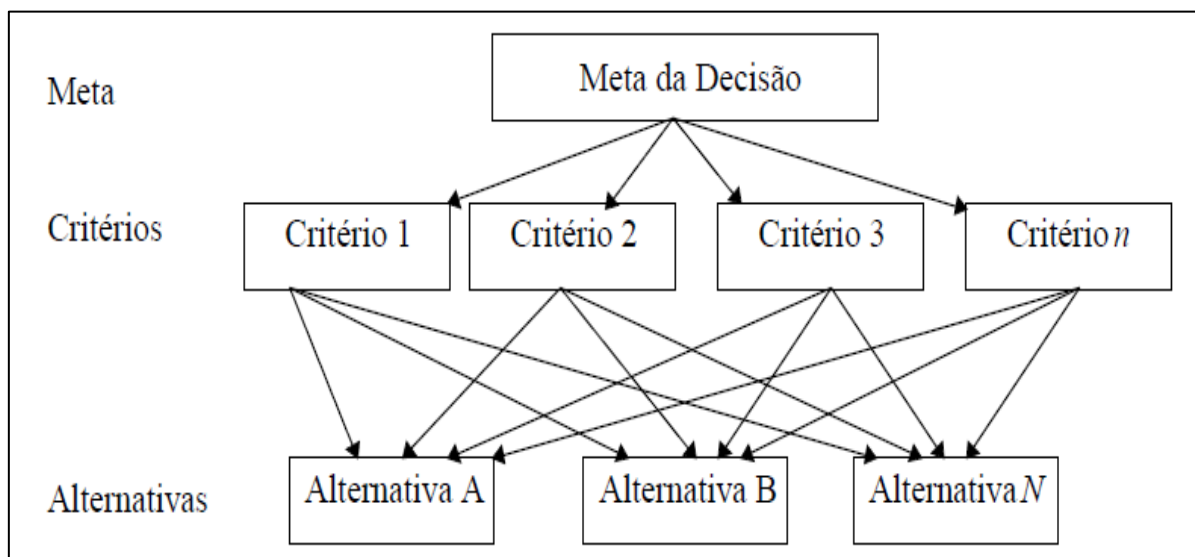 Meta
Meta da Decisão
Critérios
Critério 1
Critério 2
Critério 3
Critério n
Alternativas
Alternativa A
Alternativa B
Alternativa N